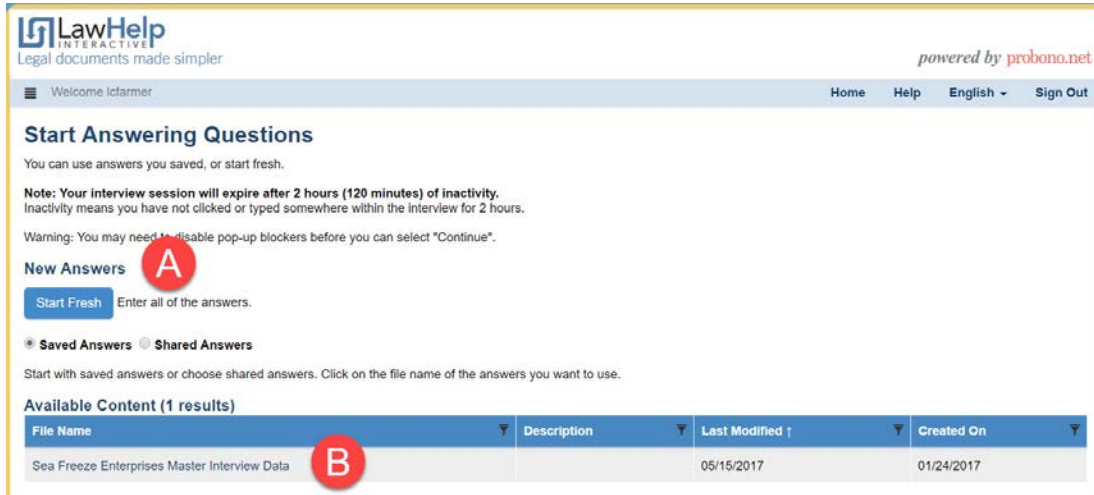 LawHelp
INTERACTIVE
Legal documents made simpler
powered by probono.net
Welcome lcfarmer Home Help English Sign Out
Start Answering Questions
You can use answers you saved, or start fresh.
Note: Your interview session will expire after 2 hours (120 minutes) of inactivity.
Inactivity means you have not clicked or typed somewhere within the interview for 2 hours.
Warning: You may need to disable pop-up blockers before you can select "Continue".
New Answers A
Start Fresh Enter all of the answers.
Saved Answers Shared Answers
Start with saved answers or choose shared answers. Click on the file name of the answers you want to use.
Available Content (1 results)
File Name Description Last Modified ↑ Created On
Sea Freeze Enterprises Master Interview Data B 05/15/2017 01/24/2017